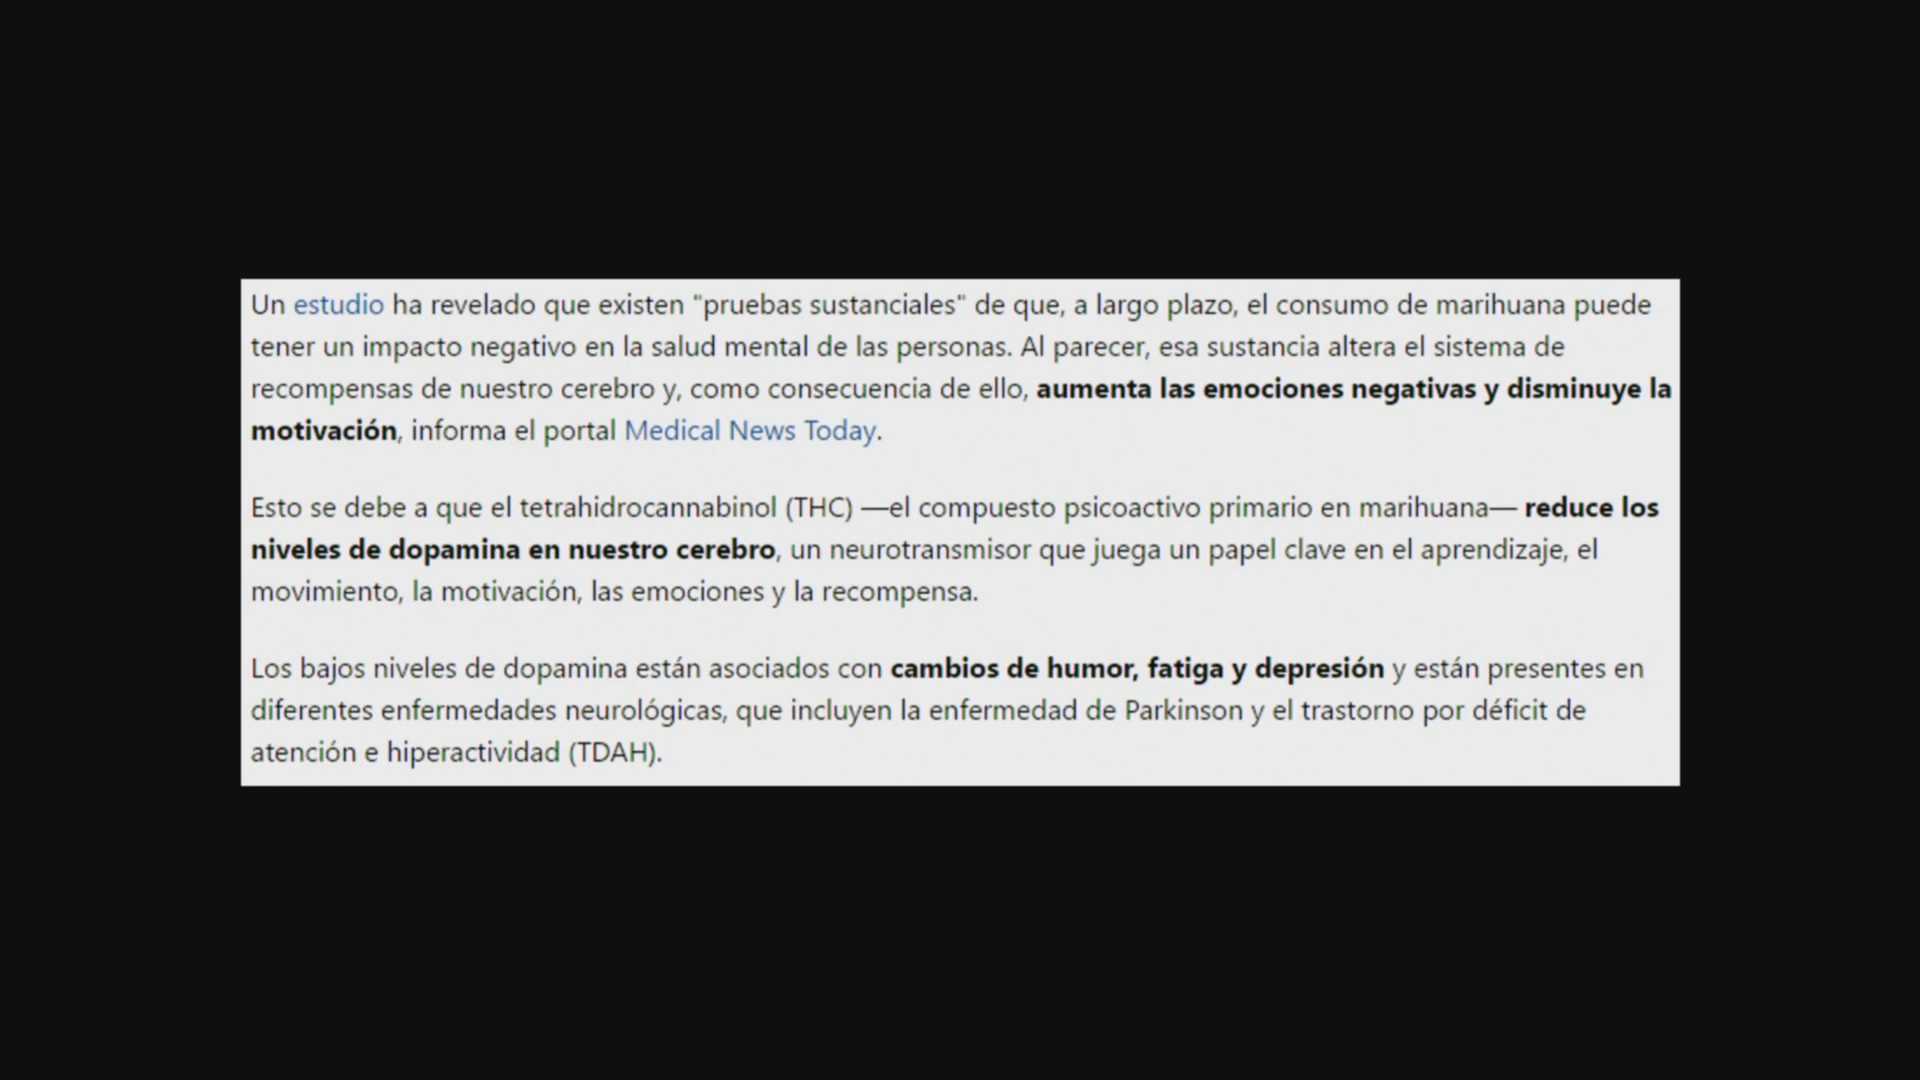 Un estudio ha revelado que existen "pruebas sustanciales" de que, a largo plazo, el consumo de marihuana puede
tener un impacto negativo en la salud mental de las personas. Al parecer, esa sustancia altera el sistema de
recompensas de nuestro cerebro y, como consecuencia de ello, aumenta las emociones negativas y disminuye la
motivación, informa el portal Medical News Today.
Esto se debe a que el tetrahidrocannabinol (THC) —el compuesto psicoactivo primario en marihuana— reduce los
niveles de dopamina en nuestro cerebro, un neurotransmisor que juega un papel clave en el aprendizaje, el
movimiento, la motivación, las emociones y la recompensa.
Los bajos niveles de dopamina están asociados con cambios de humor, fatiga y depresión y están presentes en
diferentes enfermedades neurológicas, que incluyen la enfermedad de Parkinson y el trastorno por déficit de
atención e hiperactividad (TDAH).